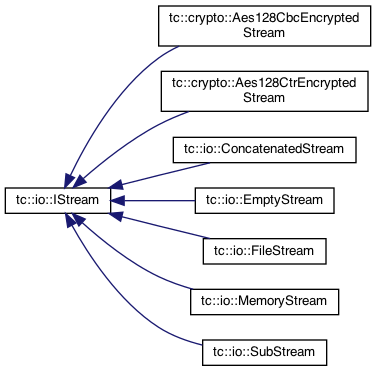 tc::crypto::Aes128CbcEncrypted
Stream
tc::crypto::Aes128CtrEncrypted
Stream
tc::io::ConcatenatedStream
tc::io::IStream
tc::io::EmptyStream
tc::io::FileStream
tc::io::MemoryStream
tc::io::SubStream